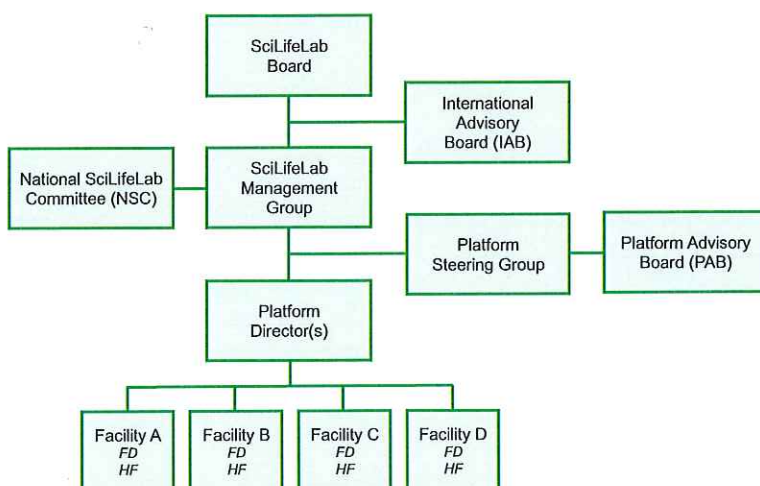 SciLifeLab
Board
International
Advisory
Board (IAB)
National SciLifeLab
Committee (NSC)
SciLifeLab
Management
Group
Platform
Steering Group
Platform Advisory
Board (PAB)
Platform
Director(s)
Facility A
FD
HF
Facility B
FD
HF
Facility C
FD
HF
Facility D
FD
HF